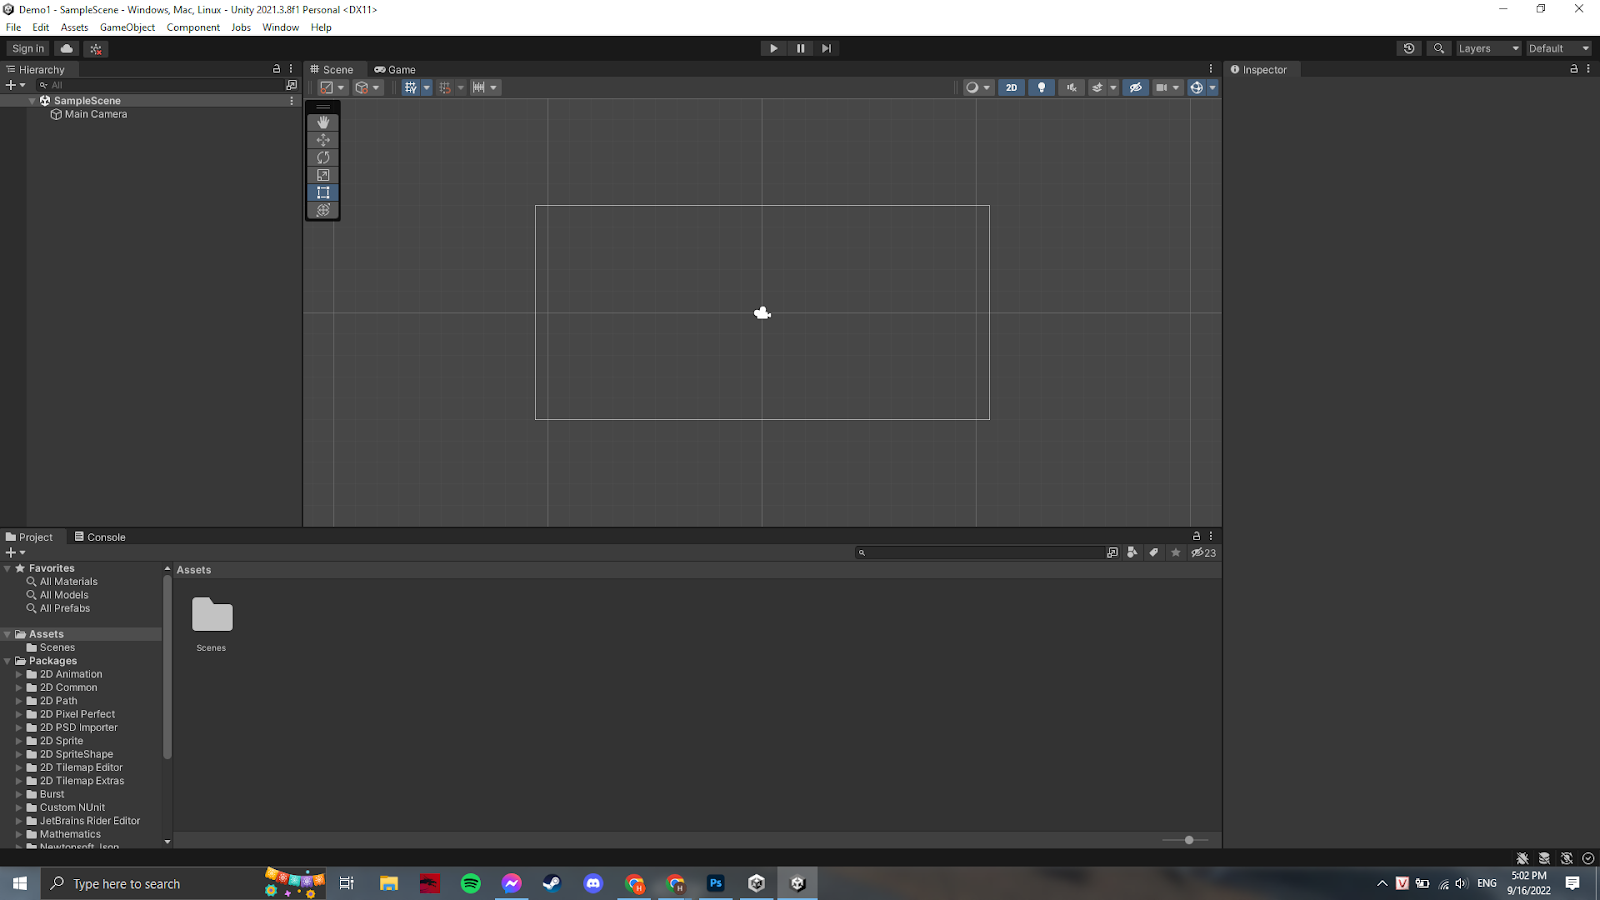 Demo1 - SampleScene - Windows, Mac, Linux - Unity 2021.3.8f1 Personal <DX11>
File Edit Assets GameObject Component Jobs Window Help
Sign in
Layers
Default
Hierarchy
Scene
Game
Inspector
All
2D
SampleScene
Main Camera
Project
Console
23
Favorites
All Materials
All Models
All Prefabs
Assets
Scenes
Packages
2D Animation
2D Common
2D Path
2D Pixel Perfect
2D PSD Importer
2D Sprite
2D SpriteShape
2D Tilemap Editor
2D Tilemap Extras
Burst
Custom NUnit
JetBrains Rider Editor
Mathematics
Newtonsoft Json
Assets
Scenes
Type here to search
H
H
Ps
V
ENG
5:02 PM
9/16/2022